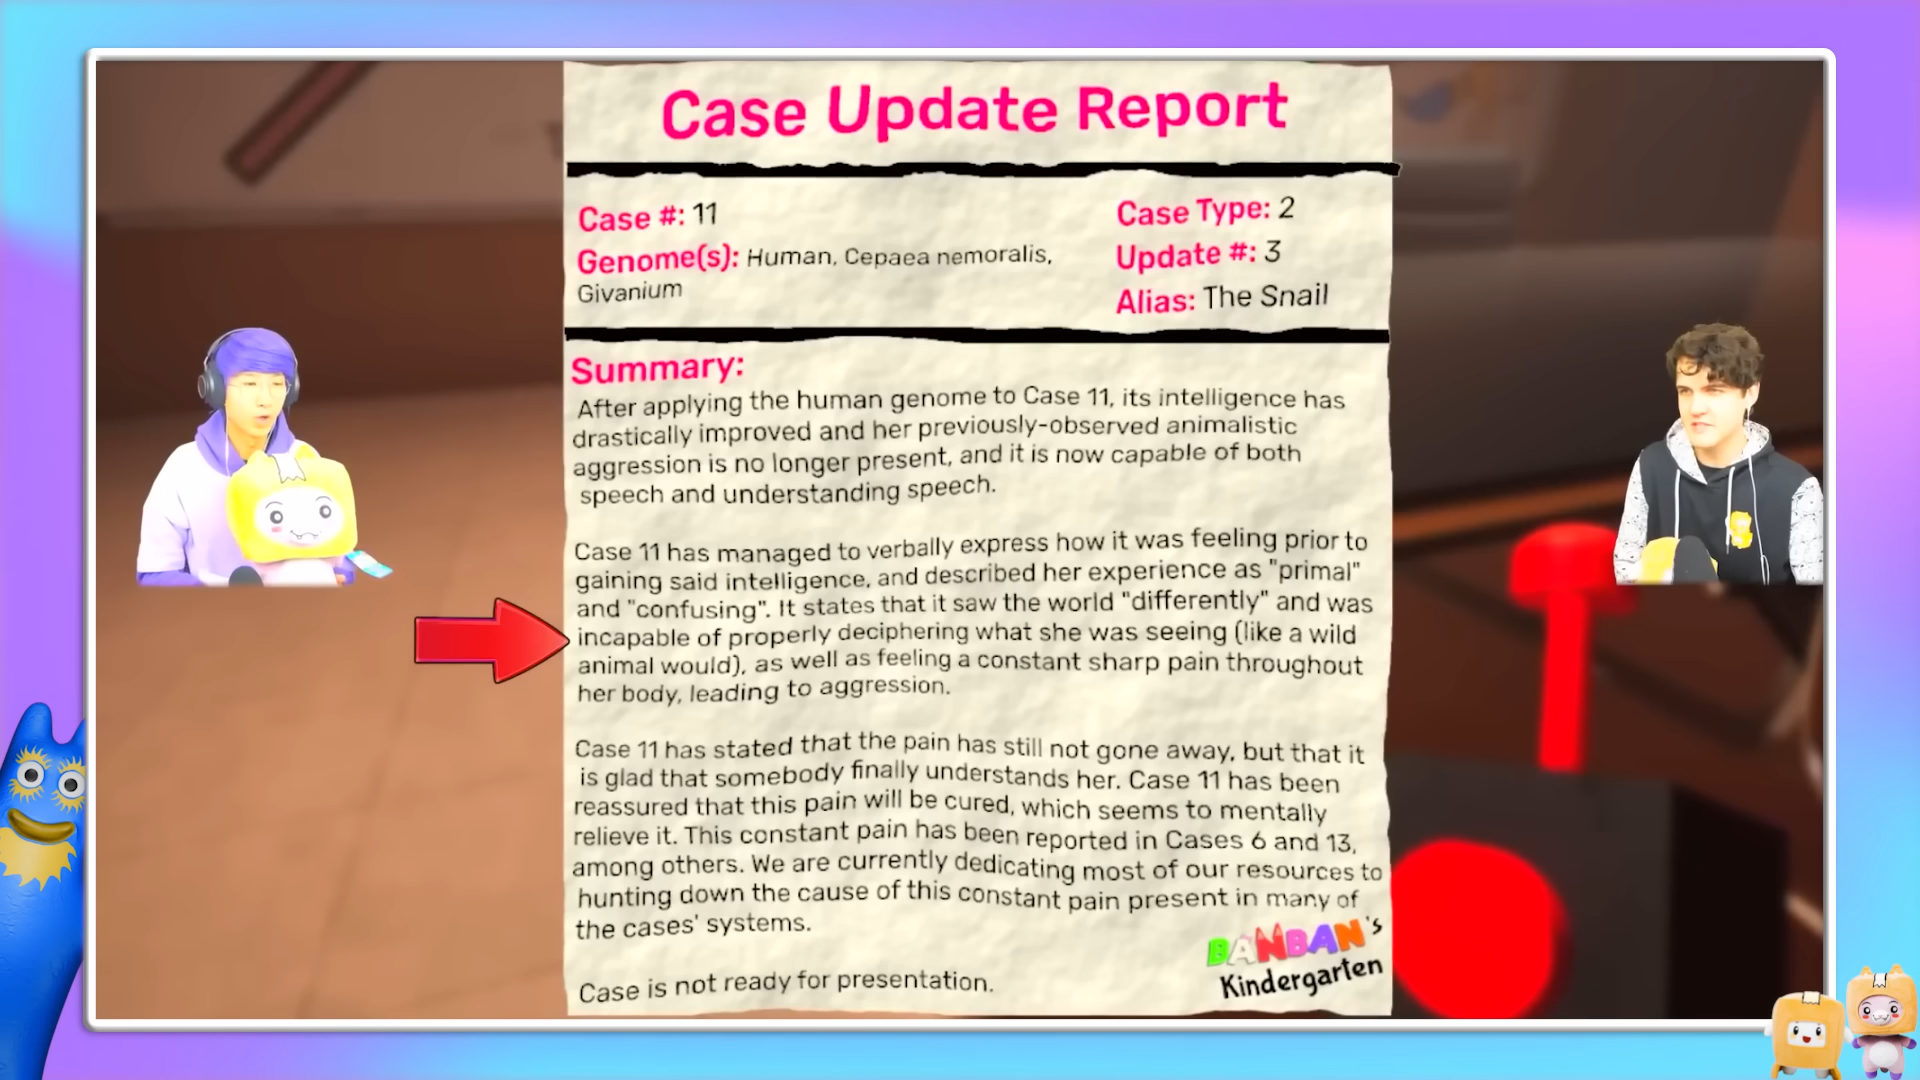 Case Update Report
Case #: 11
Case Type: 2
Genome(s): Human, Cepaea nemoralis,
Givanium
Update #: 3
Alias: The Snail
Summary:
After applying the human genome to Case 11, its intelligence has
drastically improved and her previously-observed animalistic
aggression is no longer present, and it is now capable of both
speech and understanding speech.
Case 11 has managed to verbally express how it was feeling prior to
gaining said intelligence, and described her experience as "primal"
and "confusing". It states that it saw the world "differently" and was
incapable of properly deciphering what she was seeing (like a wild
animal would), as well as feeling a constant sharp pain throughout
her body, leading to aggression.
Case 11 has stated that the pain has still not gone away, but that it
is glad that somebody finally understands her. Case 11 has been
reassured that this pain will be cured, which seems to mentally
relieve it. This constant pain has been reported in Cases 6 and 13,
among others. We are currently dedicating most of our resources to
hunting down the cause of this constant pain present in many of
the cases' systems.
Case is not ready for presentation.
BANBAN's
Kindergarten